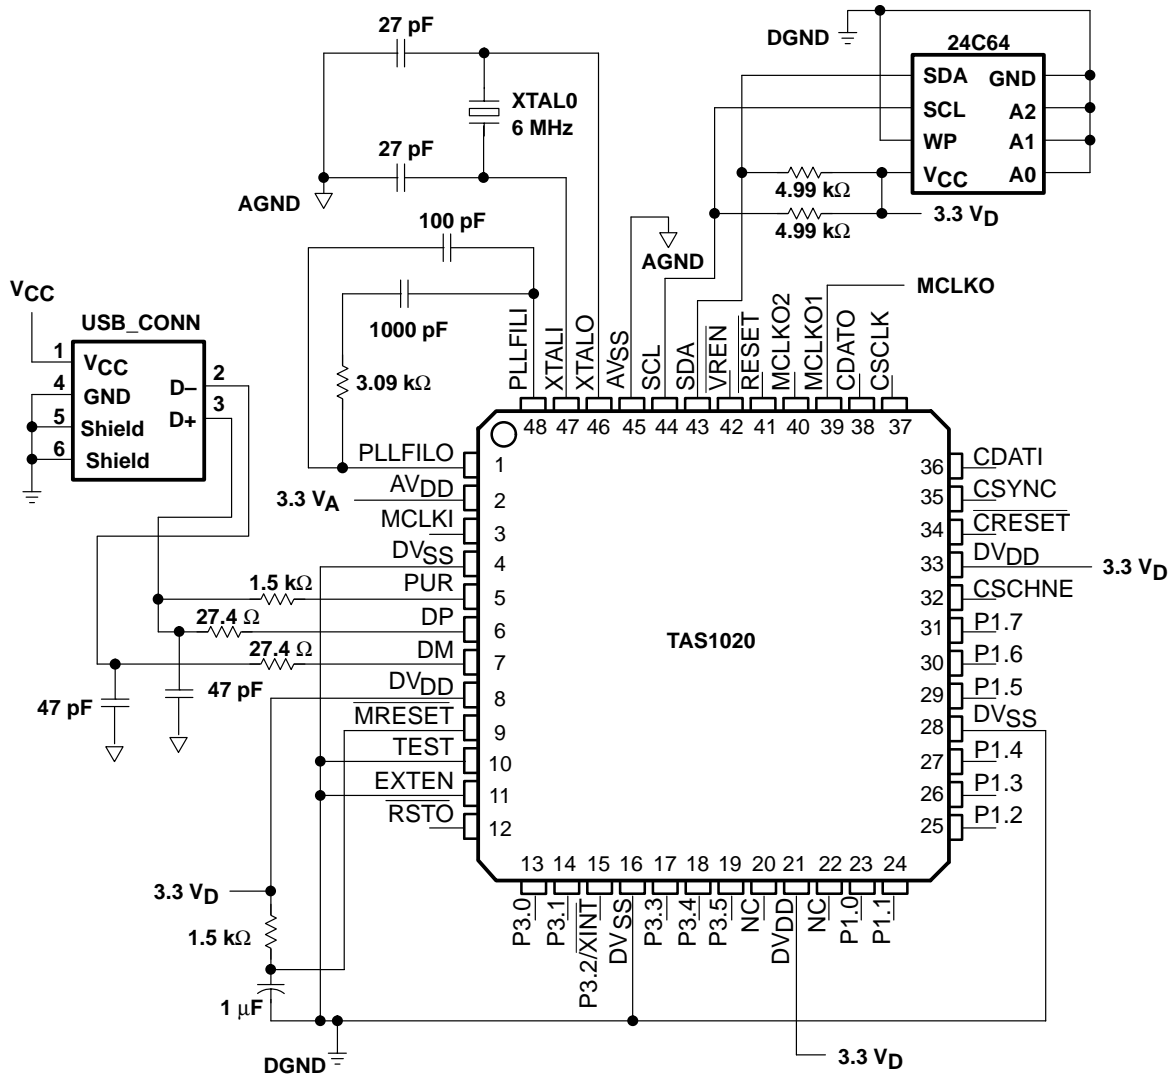 27 pF
XTAL0
6 MHz
27 pF
AGND
100 pF
1000 pF
3.09 kΩ
AGND
DGND
24C64
SDA
SCL
WP
VCC
GND
A2
A1
A0
4.99 kΩ
4.99 kΩ
3.3 VD
MCLKO
VCC
USB_CONN
1
4
5
6
VCC
GND
Shield
Shield
D–
D+
2
3
PLLFILI
XTALI
XTALO
AVSS
SCL
SDA
VREN
RESET
MCLKO2
MCLKO1
CDATO
CSCLK
48 47 46 45 44 43 42 41 40 39 38 37
PLLFILO
3.3 VA
AVDD
MCLKI
DVSS
PUR
DP
DM
DVDD
MRESET
TEST
EXTEN
RSTO
1
2
3
4
5
6
7
8
9
10
11
12
1.5 kΩ
27.4 Ω
27.4 Ω
47 pF
47 pF
TAS1020
36
35
34
33
32
31
30
29
28
27
26
25
CDATI
CSYNC
CRESET
DVDD
3.3 VD
CSCHNE
P1.7
P1.6
P1.5
DVSS
P1.4
P1.3
P1.2
13 14 15 16 17 18 19 20 21 22 23 24
P3.0
P3.1
P3.2/XINT
DVSS
P3.3
P3.4
P3.5
NC
DVDD
NC
P1.0
P1.1
3.3 VD
1.5 kΩ
1 μF
DGND
3.3 VD